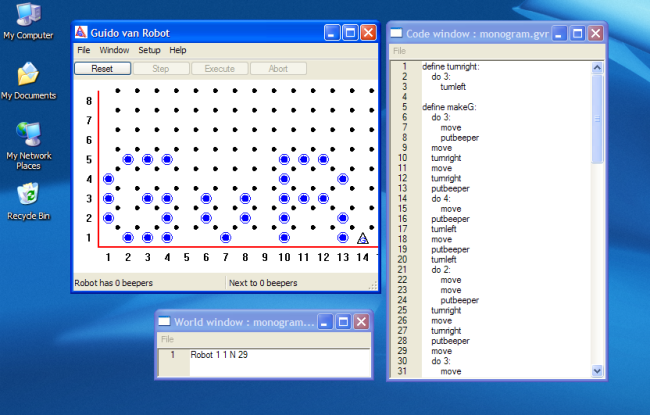 My Computer
My Documents
My Network
Places
Recycle Bin
Guido van Robot
File Window Setup Help
Reset Step Execute Abort
8
7
6
5
4
3
2
1
1 2 3 4 5 6 7 8 9 10 11 12 13 14
Robot has 0 beepers Next to 0 beepers
World window : monogram...
File
1 Robot 1 1 N 29
Code window : monogram.gvr
File
1 define turnright:
2 do 3:
3 turnleft
4
5 define makeG:
6 do 3:
7 move
8 putbeeper
9 move
10 turnright
11 move
12 turnright
13 putbeeper
14 do 4:
15 move
16 putbeeper
17 turnleft
18 move
19 putbeeper
20 turnleft
21 do 2:
22 move
23 move
24 putbeeper
25 turnright
26 move
27 turnright
28 putbeeper
29 move
30 do 3:
31 move